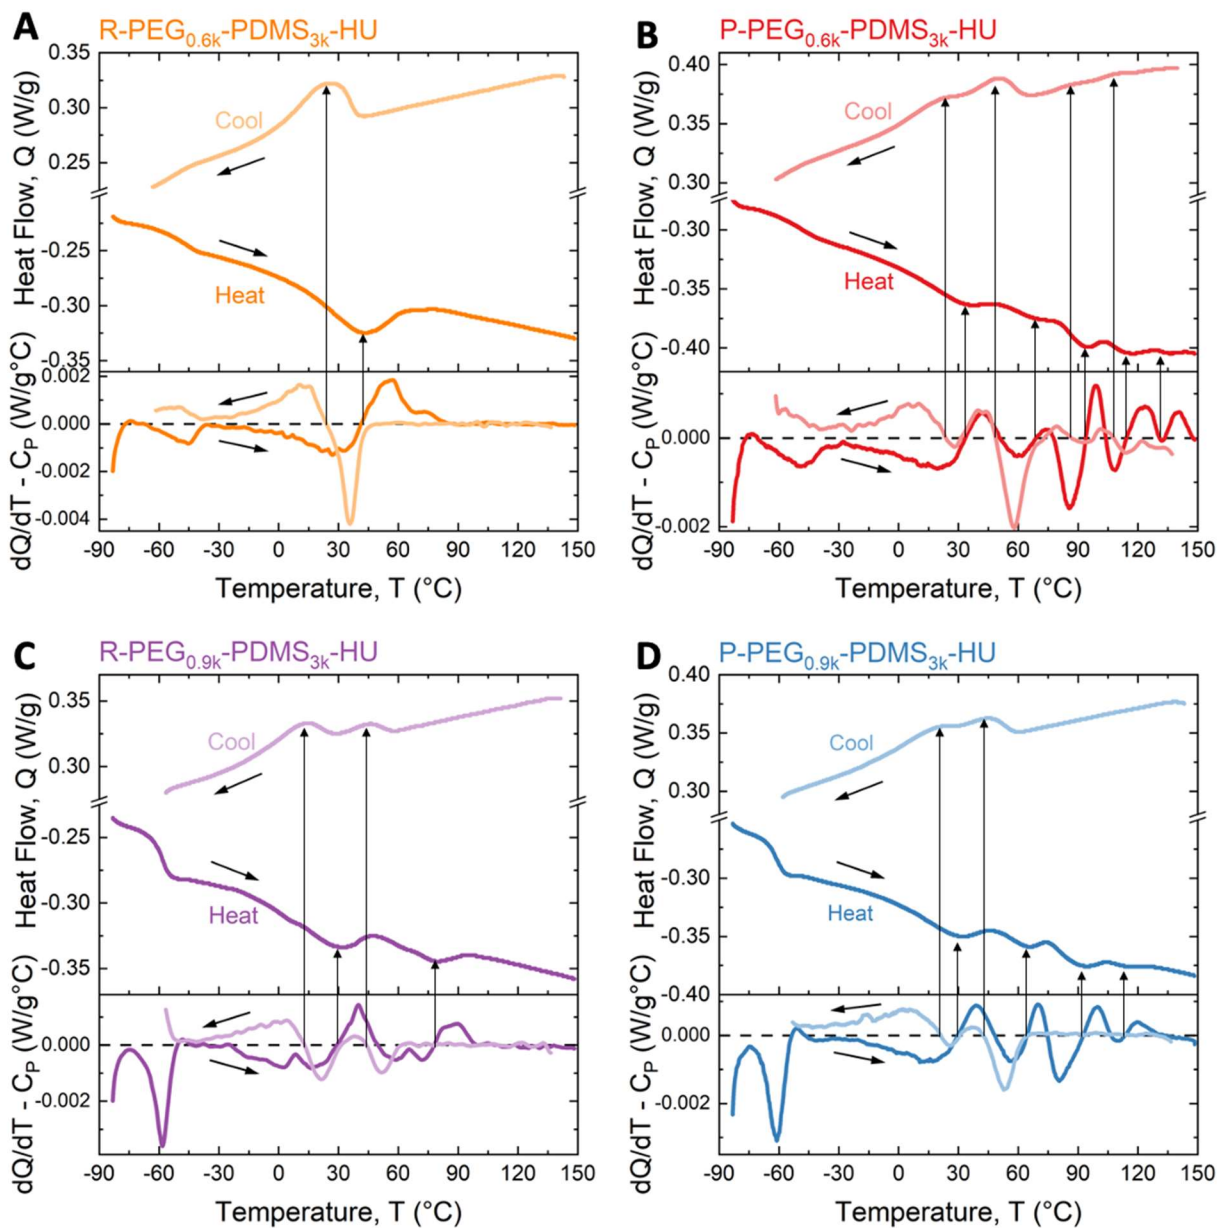 A
R-PEG0.6k-PDMS3k-HU
0.35
0.30
0.25
-0.25
-0.30
-0.35
Heat Flow, Q (W/g)
Cool
Heat
0.002
0.000
-0.002
-0.004
dQ/dT - CP (W/g°C)
-90 -60 -30 0 30 60 90 120 150
Temperature, T (°C)
B
P-PEG0.6k-PDMS3k-HU
0.40
0.35
0.30
-0.30
-0.35
-0.40
Heat Flow, Q (W/g)
Cool
Heat
0.000
-0.002
dQ/dT - CP (W/g°C)
-90 -60 -30 0 30 60 90 120 150
Temperature, T (°C)
C
R-PEG0.9k-PDMS3k-HU
0.35
0.30
-0.25
-0.30
-0.35
Heat Flow, Q (W/g)
Cool
Heat
0.000
-0.002
dQ/dT - CP (W/g°C)
-90 -60 -30 0 30 60 90 120 150
Temperature, T (°C)
D
P-PEG0.9k-PDMS3k-HU
0.40
0.35
0.30
-0.30
-0.35
-0.40
Heat Flow, Q (W/g)
Cool
Heat
0.000
-0.002
dQ/dT - CP (W/g°C)
-90 -60 -30 0 30 60 90 120 150
Temperature, T (°C)